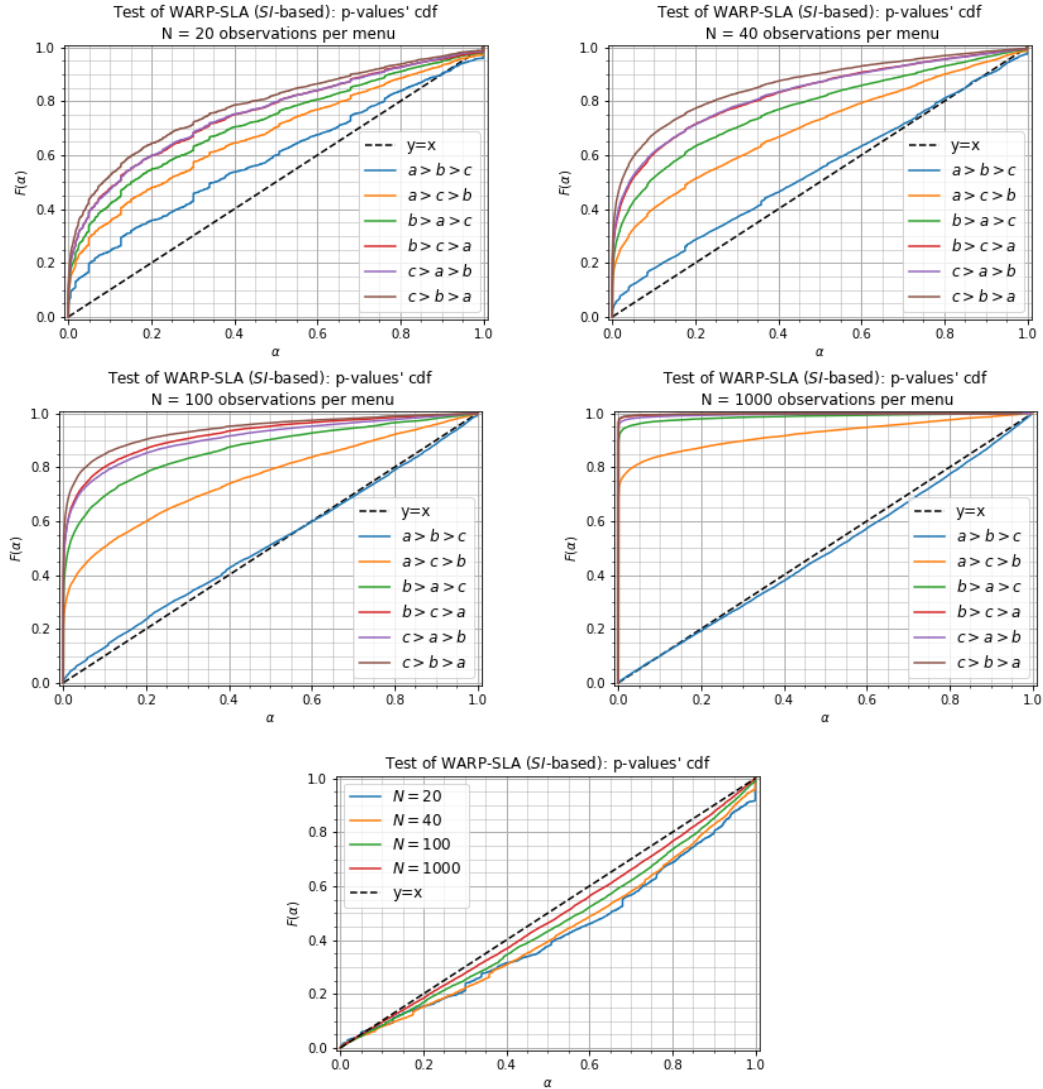 Test of WARP-SLA (SI-based): p-values' cdf
N = 20 observations per menu
1.0
0.8
0.6
0.4
0.2
0.0
F(α)
0.0 0.2 0.4 0.6 0.8 1.0
α
y=x
a > b > c
a > c > b
b > a > c
b > c > a
c > a > b
c > b > a
Test of WARP-SLA (SI-based): p-values' cdf
N = 40 observations per menu
1.0
0.8
0.6
0.4
0.2
0.0
F(α)
0.0 0.2 0.4 0.6 0.8 1.0
α
y=x
a > b > c
a > c > b
b > a > c
b > c > a
c > a > b
c > b > a
Test of WARP-SLA (SI-based): p-values' cdf
N = 100 observations per menu
1.0
0.8
0.6
0.4
0.2
0.0
F(α)
0.0 0.2 0.4 0.6 0.8 1.0
α
y=x
a > b > c
a > c > b
b > a > c
b > c > a
c > a > b
c > b > a
Test of WARP-SLA (SI-based): p-values' cdf
N = 1000 observations per menu
1.0
0.8
0.6
0.4
0.2
0.0
F(α)
0.0 0.2 0.4 0.6 0.8 1.0
α
y=x
a > b > c
a > c > b
b > a > c
b > c > a
c > a > b
c > b > a
Test of WARP-SLA (SI-based): p-values' cdf
1.0
0.8
0.6
0.4
0.2
0.0
F(α)
0.0 0.2 0.4 0.6 0.8 1.0
α
N = 20
N = 40
N = 100
N = 1000
y=x